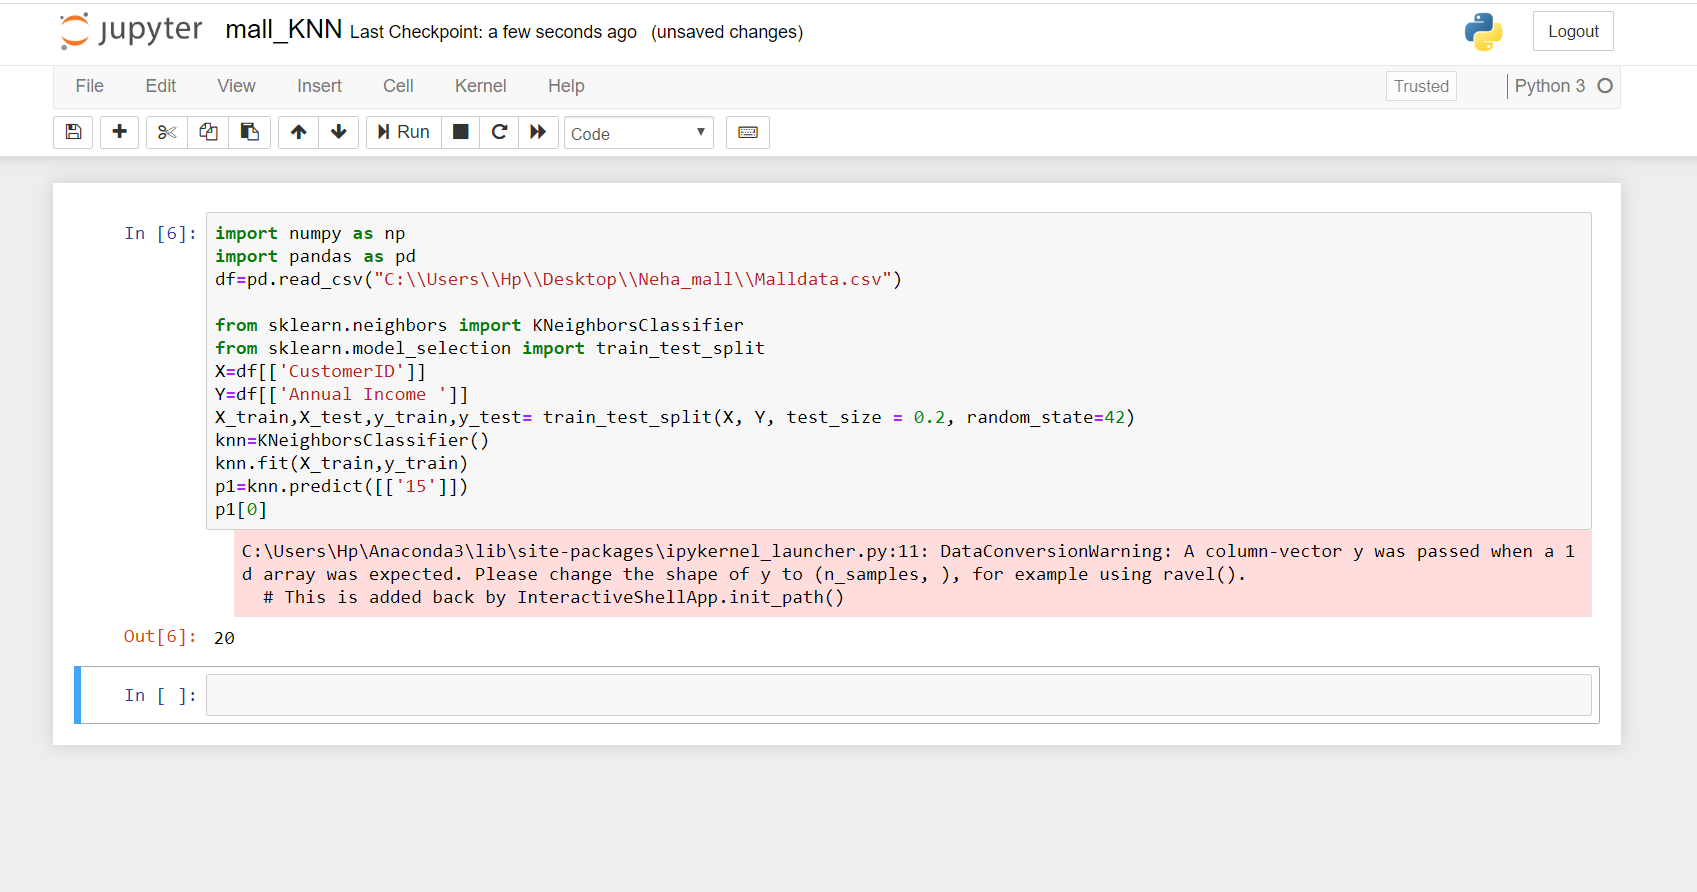 jupyter mall_KNN Last Checkpoint: a few seconds ago (unsaved changes) Logout
File Edit View Insert Cell Kernel Help Trusted Python 3
Run Code
In [6]: import numpy as np
import pandas as pd
df=pd.read_csv("C:\\Users\\Hp\\Desktop\\Neha_mall\\Malldata.csv")
from sklearn.neighbors import KNeighborsClassifier
from sklearn.model_selection import train_test_split
X=df[['CustomerID']]
Y=df[['Annual Income ']]
X_train,X_test,y_train,y_test= train_test_split(X, Y, test_size = 0.2, random_state=42)
knn=KNeighborsClassifier()
knn.fit(X_train,y_train)
p1=knn.predict([['15']])
p1[0]
C:\Users\Hp\Anaconda3\lib\site-packages\ipykernel_launcher.py:11: DataConversionWarning: A column-vector y was passed when a 1
d array was expected. Please change the shape of y to (n_samples, ), for example using ravel().
# This is added back by InteractiveShellApp.init_path()
Out[6]: 20
In [ ]: